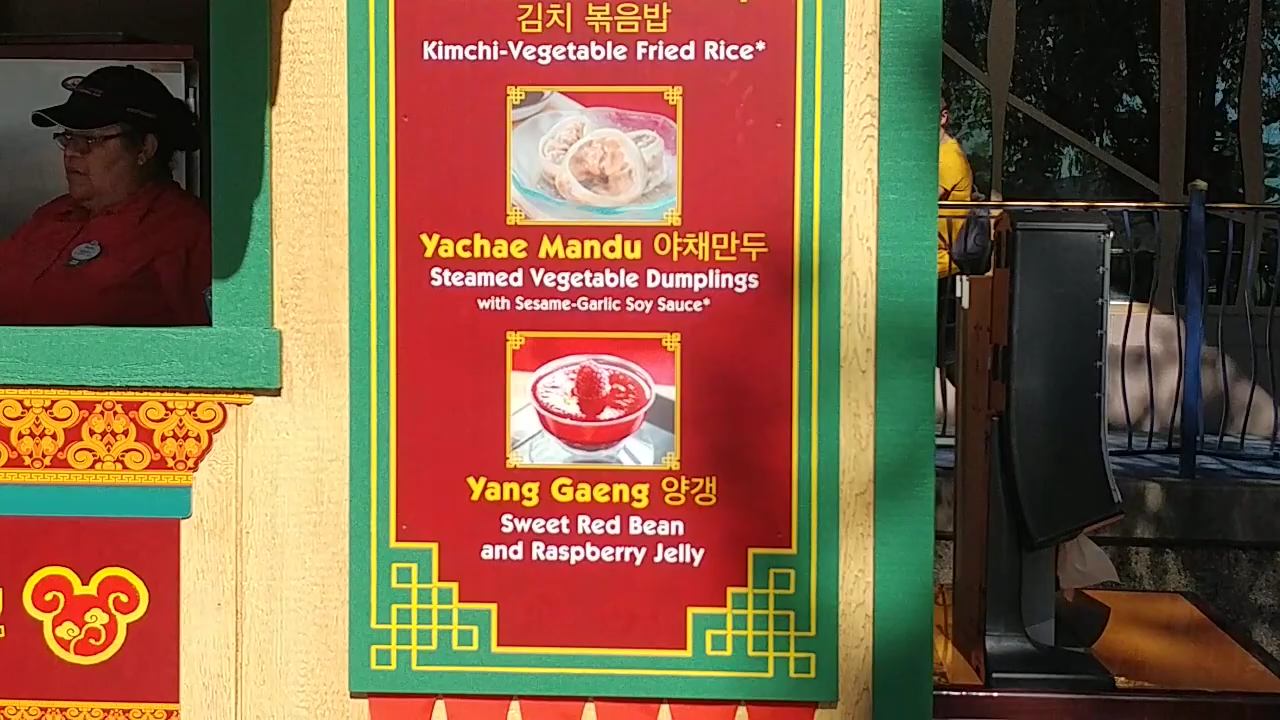 김치 볶음밥
Kimchi-Vegetable Fried Rice*
Yachae Mandu 야채만두
Steamed Vegetable Dumplings
with Sesame-Garlic Soy Sauce*
Yang Gaeng 양갱
Sweet Red Bean
and Raspberry Jelly